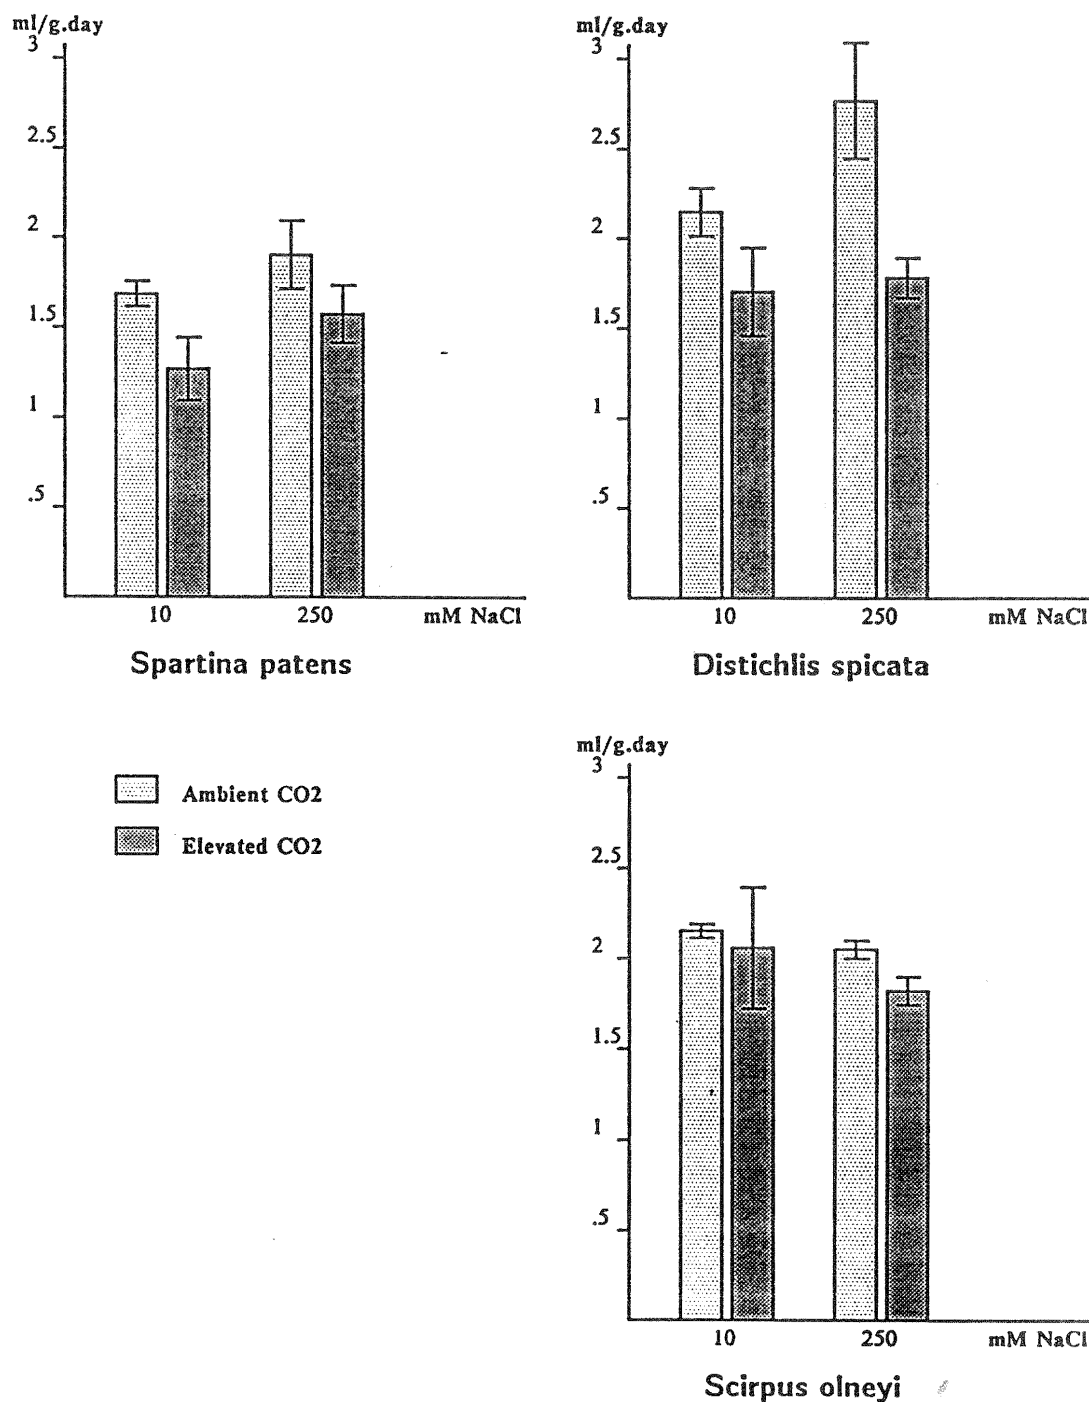 ml/g.day
3
2.5
2
1.5
1
.5
10 250 mM NaCl
Spartina patens
ml/g.day
3
2.5
2
1.5
1
.5
10 250 mM NaCl
Distichlis spicata
Ambient CO2
Elevated CO2
ml/g.day
3
2.5
2
1.5
1
.5
10 250 mM NaCl
Scirpus olneyi